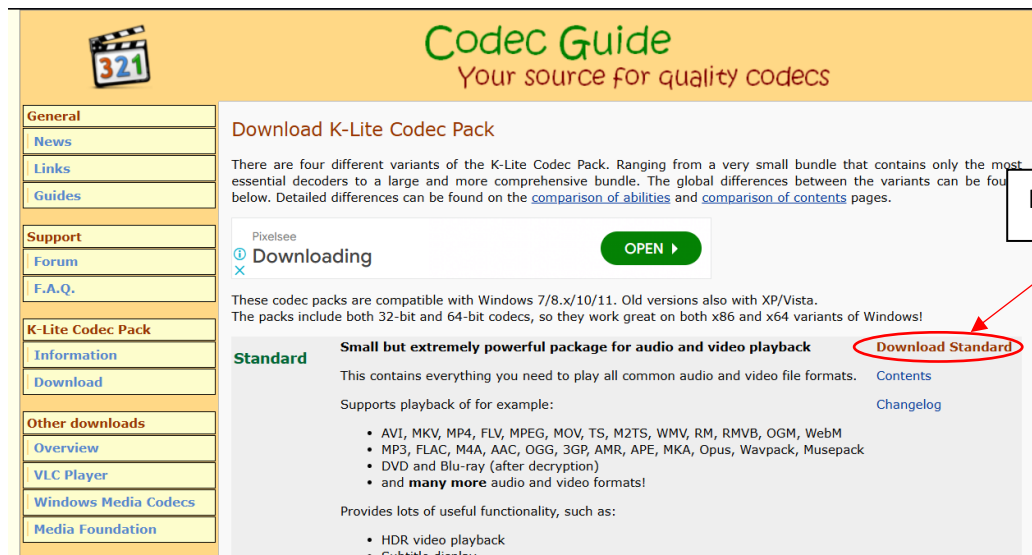 321
Codec Guide
Your source for quality codecs
General
News
Links
Guides
Support
Forum
F.A.Q.
K-Lite Codec Pack
Information
Download
Other downloads
Overview
VLC Player
Windows Media Codecs
Media Foundation
Download K-Lite Codec Pack
There are four different variants of the K-Lite Codec Pack. Ranging from a very small bundle that contains only the most
essential decoders to a large and more comprehensive bundle. The global differences between the variants can be
below. Detailed differences can be found on the comparison of abilities and comparison of contents pages.
Pixelsee
Downloading
OPEN
These codec packs are compatible with Windows 7/8.x/10/11. Old versions also with XP/Vista.
The packs include both 32-bit and 64-bit codecs, so they work great on both x86 and x64 variants of Windows!
Standard
Small but extremely powerful package for audio and video playback
This contains everything you need to play all common audio and video file formats.
Supports playback of for example:
• AVI, MKV, MP4, FLV, MPEG, MOV, TS, M2TS, WMV, RM, RMVB, OGM, WebM
• MP3, FLAC, M4A, AAC, OGG, 3GP, AMR, APE, MKA, Opus, Wavpack, Musepack
• DVD and Blu-ray (after decryption)
• and many more audio and video formats!
Provides lots of useful functionality, such as:
• HDR video playback
• Subtitle display
Download Standard
Contents
Changelog